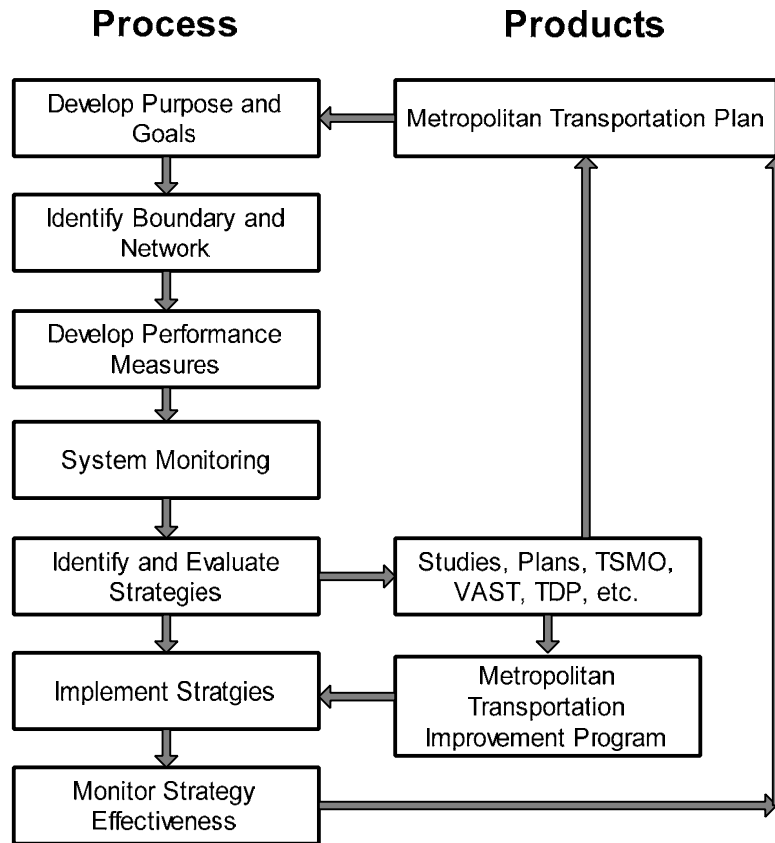 Process
Products
Develop Purpose and
Goals
Metropolitan Transportation Plan
Identify Boundary and
Network
Develop Performance
Measures
System Monitoring
Identify and Evaluate
Strategies
Studies, Plans, TSMO,
VAST, TDP, etc.
Implement Stratgies
Metropolitan
Transportation
Improvement Program
Monitor Strategy
Effectiveness